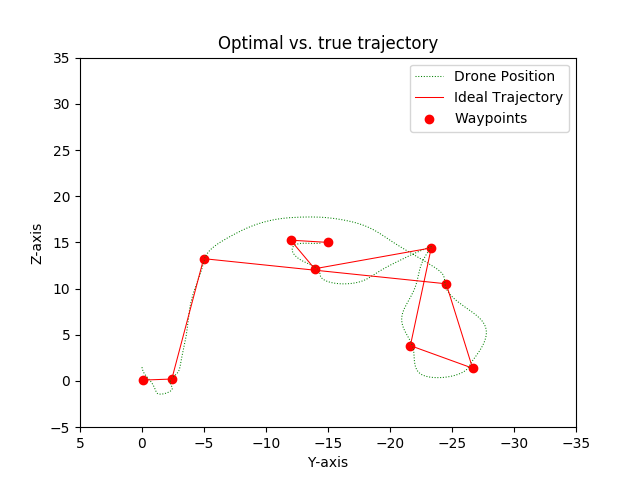 Optimal vs. true trajectory
Drone Position
Ideal Trajectory
Waypoints
Z-axis
35
30
25
20
15
10
5
0
−5
5 0 −5 −10 −15 −20 −25 −30 −35
Y-axis